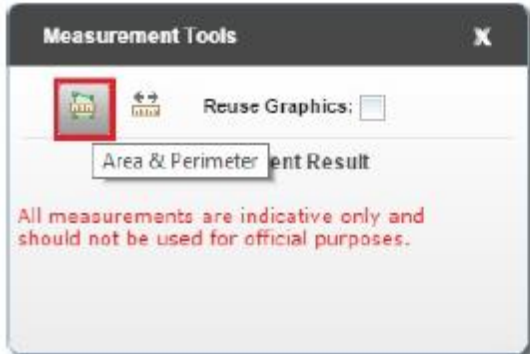 Measurement Tools X
Reuse Graphics:
Area & Perimeter ent Result
All measurements are indicative only and
should not be used for official purposes.